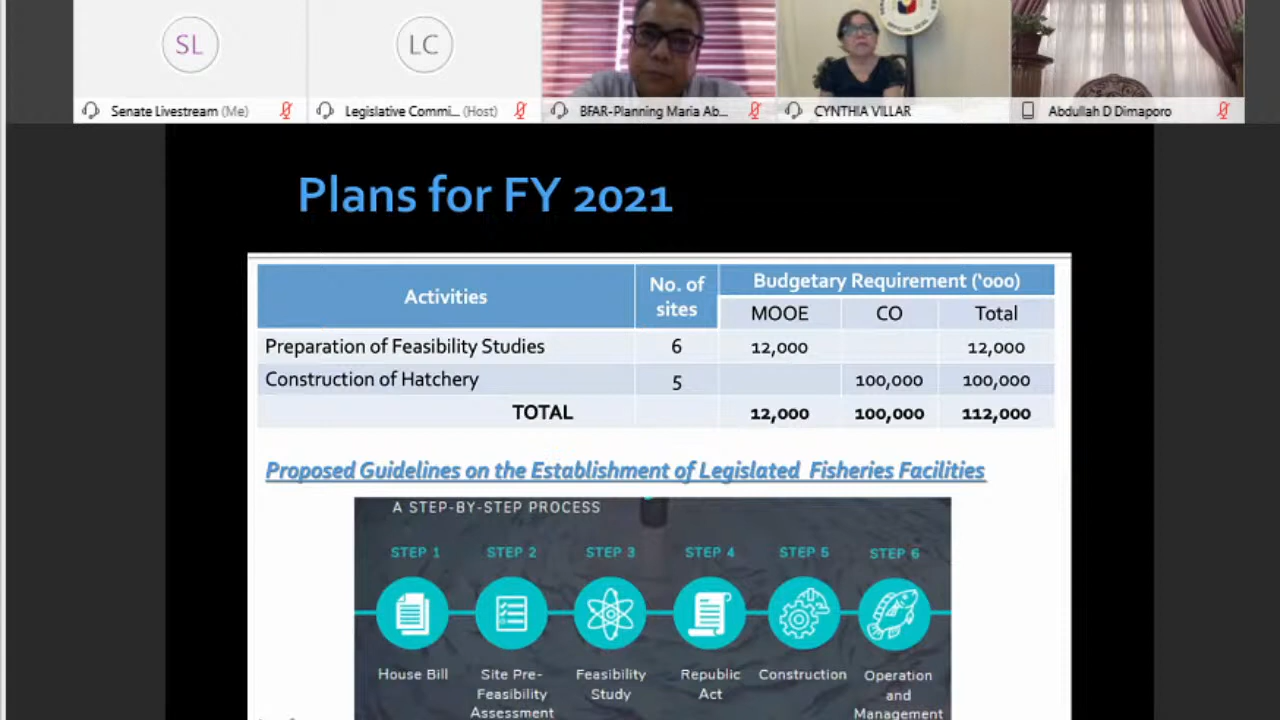 SL
LC
Senate Livestream (Me)
Legislative Commi... (Host)
BFAR-Planning Maria Ab...
CYNTHIA VILLAR
Abdullah D Dimaporo
Plans for FY 2021
Activities
No. of sites
Budgetary Requirement ('000)
MOOE CO Total
Preparation of Feasibility Studies 6 12,000 12,000
Construction of Hatchery 5 100,000 100,000
TOTAL 12,000 100,000 112,000
Proposed Guidelines on the Establishment of Legislated Fisheries Facilities
A STEP-BY-STEP PROCESS
STEP 1 STEP 2 STEP 3 STEP 4 STEP 5 STEP 6
House Bill
Site Pre-
Feasibility
Assessment
Feasibility
Study
Republic
Act
Construction
Operation
and
Management